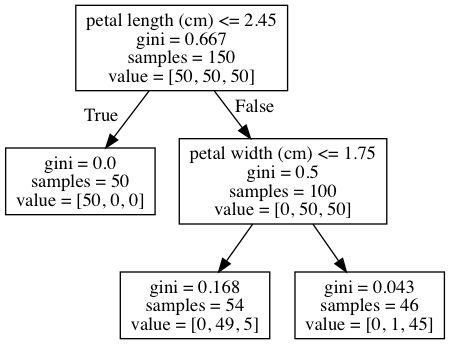 petal length (cm) <= 2.45
gini = 0.667
samples = 150
value = [50, 50, 50]
True
False
gini = 0.0
samples = 50
value = [50, 0, 0]
petal width (cm) <= 1.75
gini = 0.5
samples = 100
value = [0, 50, 50]
gini = 0.168
samples = 54
value = [0, 49, 5]
gini = 0.043
samples = 46
value = [0, 1, 45]